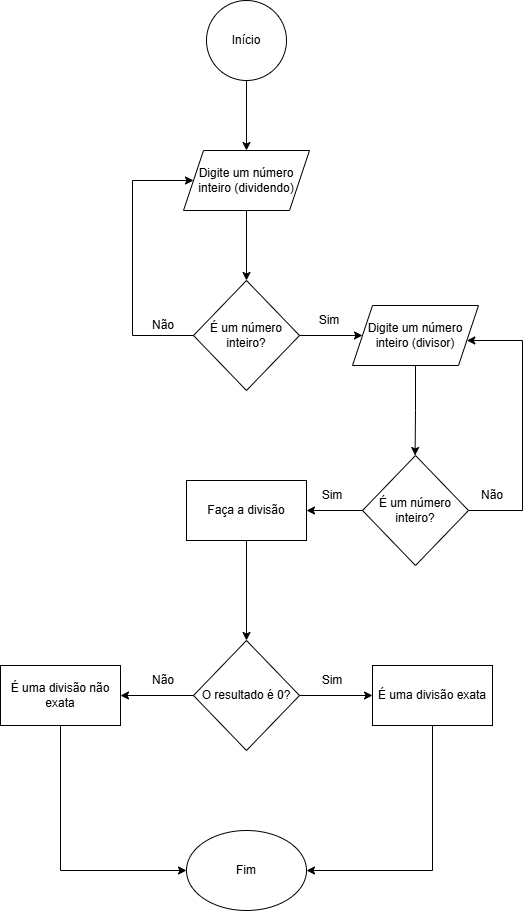 Início
Digite um número
inteiro (dividendo)
É um número
inteiro?
Não
Sim
Digite um número
inteiro (divisor)
É um número
inteiro?
Sim
Não
Faça a divisão
O resultado é 0?
Não
Sim
É uma divisão não
exata
É uma divisão exata
Fim